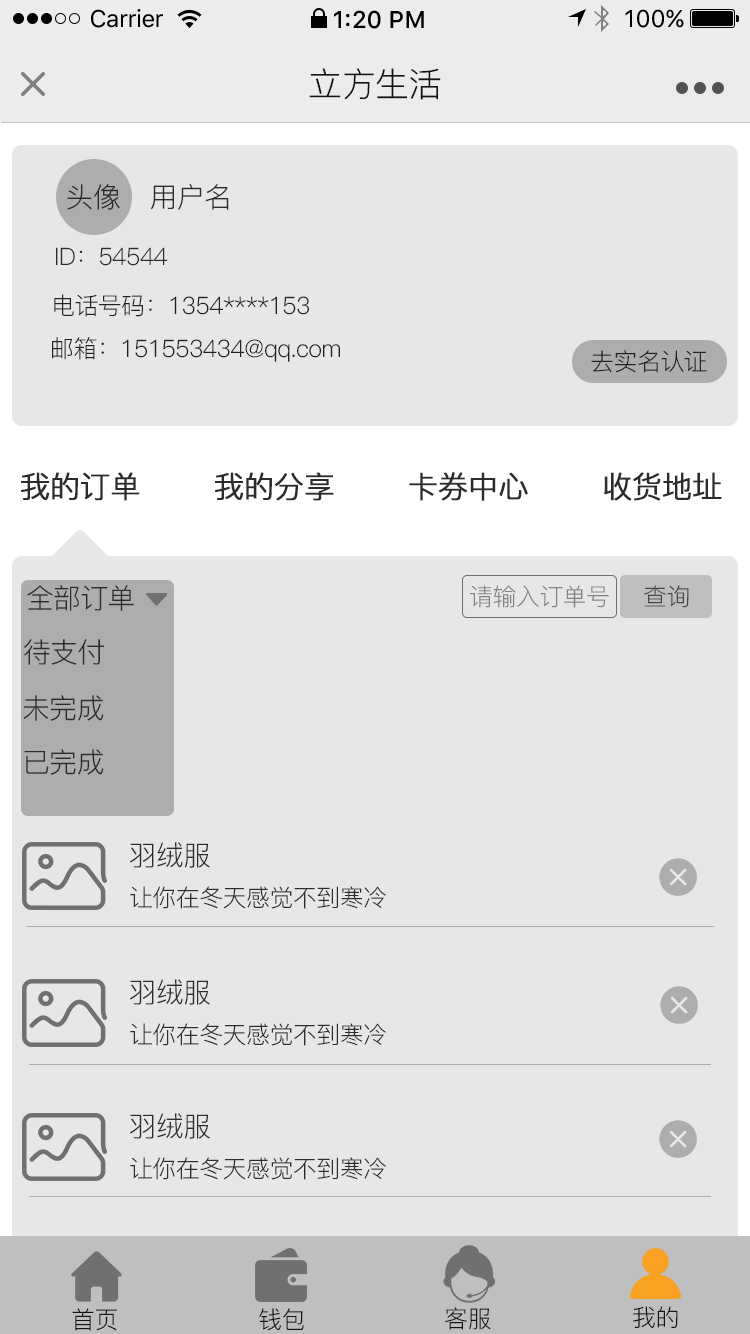 Carrier 1:20 PM 100%
立方生活
头像 用户名
ID：54544
电话号码：1354****153
邮箱：151553434@qq.com
去实名认证
我的订单 我的分享 卡券中心 收货地址
全部订单 请输入订单号 查询
待支付
未完成
已完成
羽绒服
让你在冬天感觉不到寒冷
羽绒服
让你在冬天感觉不到寒冷
羽绒服
让你在冬天感觉不到寒冷
首页 钱包 客服 我的